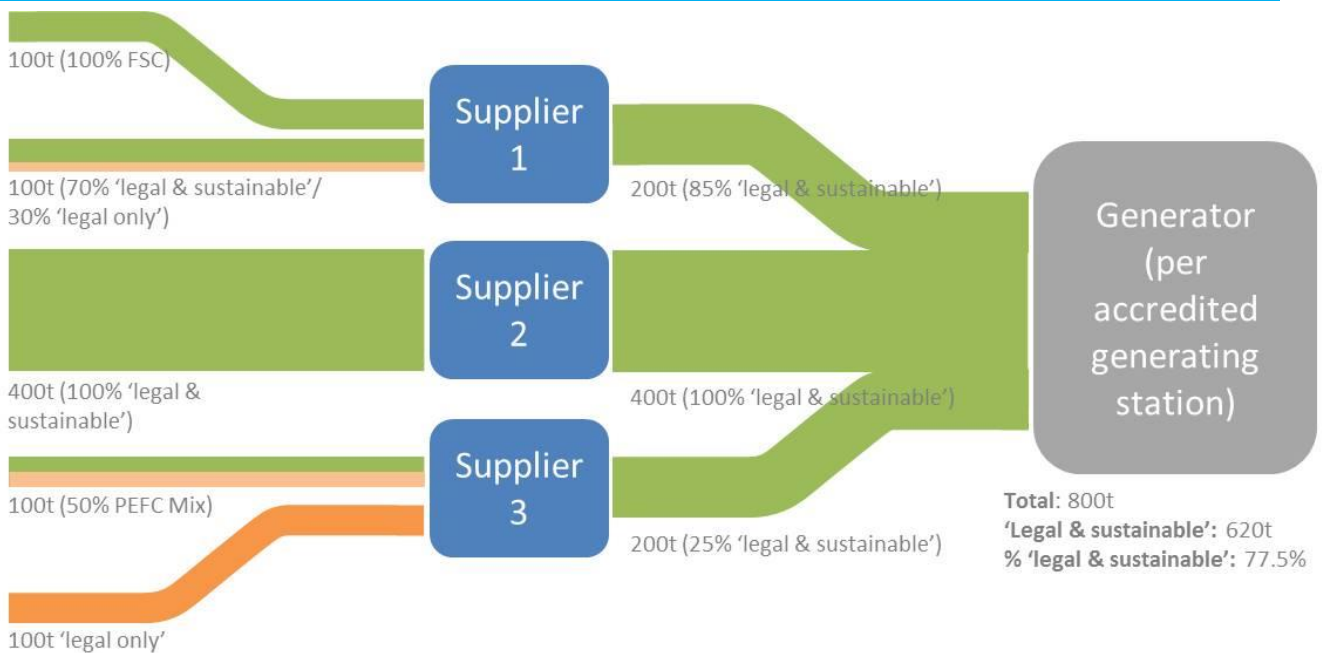 100t (100% FSC)
Supplier
1
100t (70% ‘legal & sustainable’/
30% ‘legal only’)
200t (85% ‘legal & sustainable’)
Supplier
2
400t (100% ‘legal &
sustainable’)
400t (100% ‘legal & sustainable’)
Supplier
3
100t (50% PEFC Mix)
200t (25% ‘legal & sustainable’)
100t ‘legal only’
Generator
(per
accredited
generating
station)
Total: 800t
‘Legal & sustainable’: 620t
% ‘legal & sustainable’: 77.5%